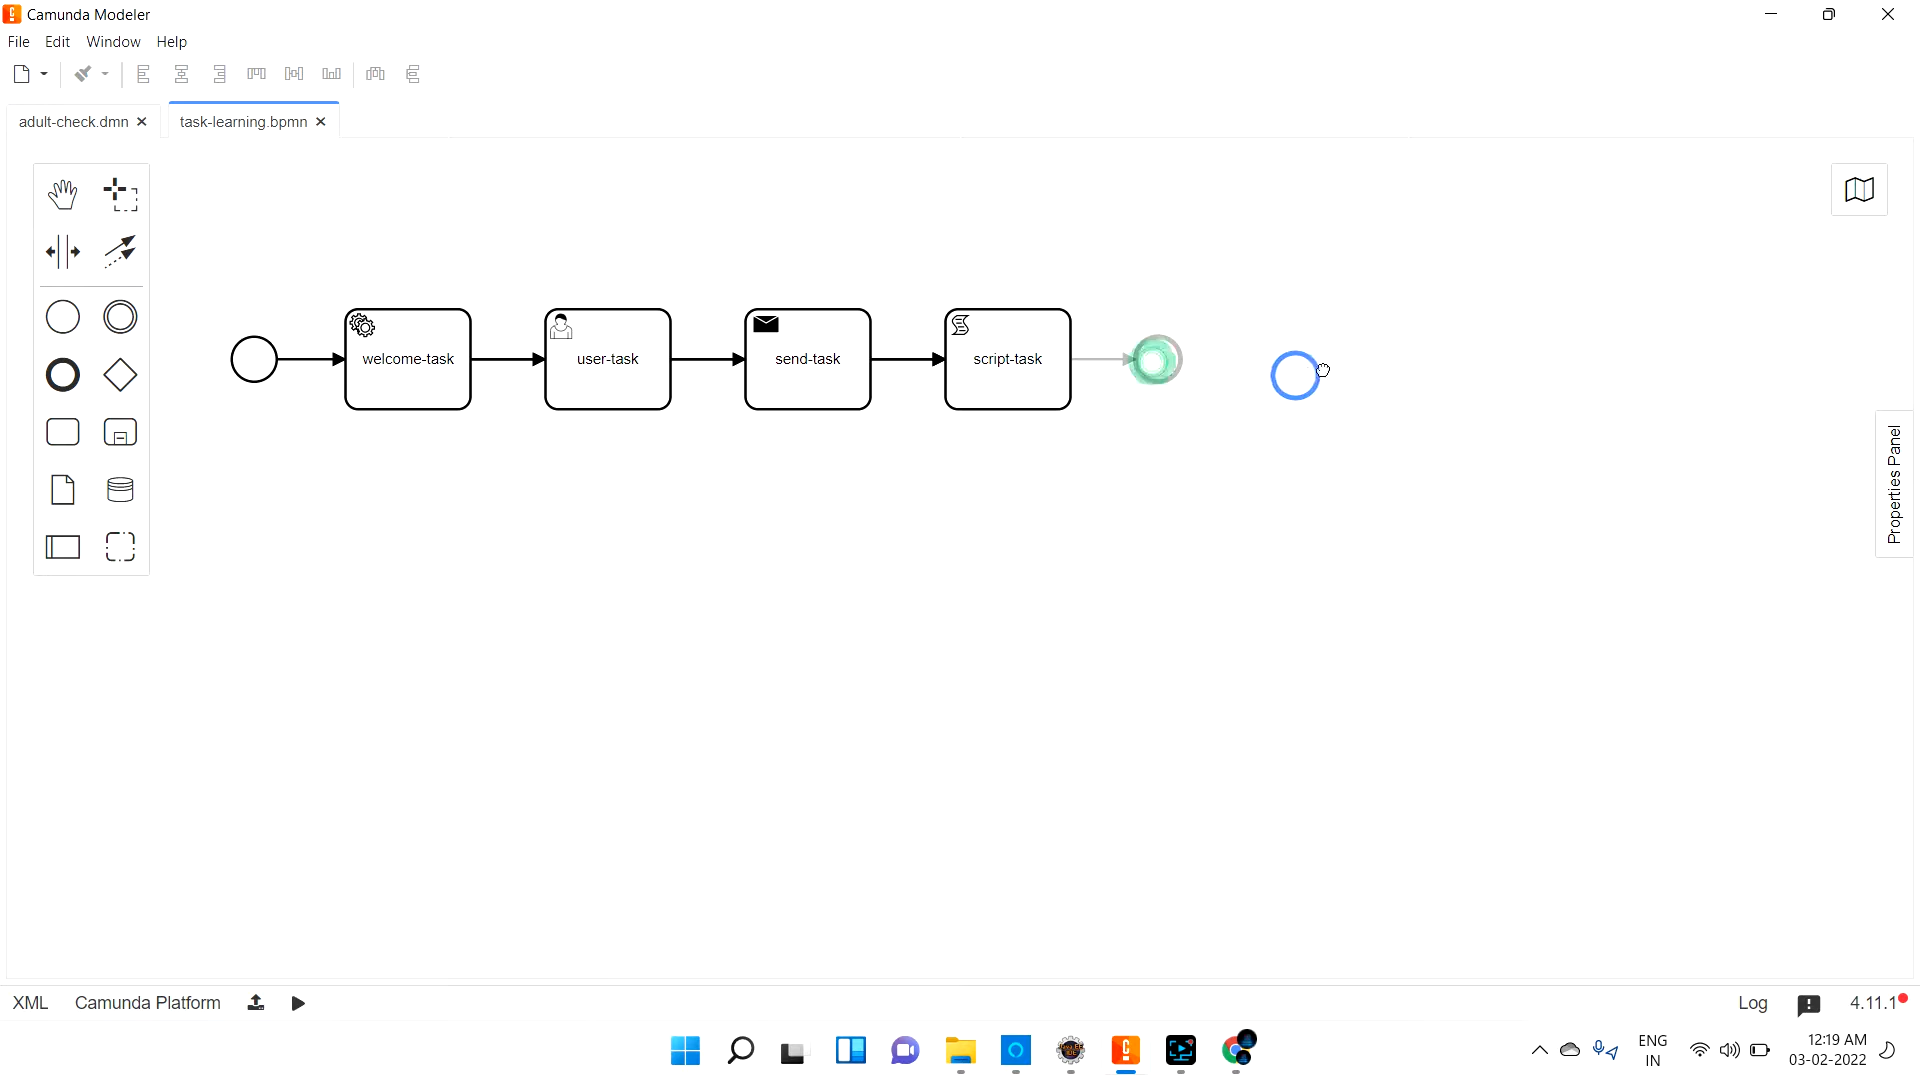 Camunda Modeler
File Edit Window Help
adult-check.dmn task-learning.bpmn
welcome-task user-task send-task script-task
Properties Panel
XML Camunda Platform Log 4.11.1
ENG
IN
12:19 AM
03-02-2022